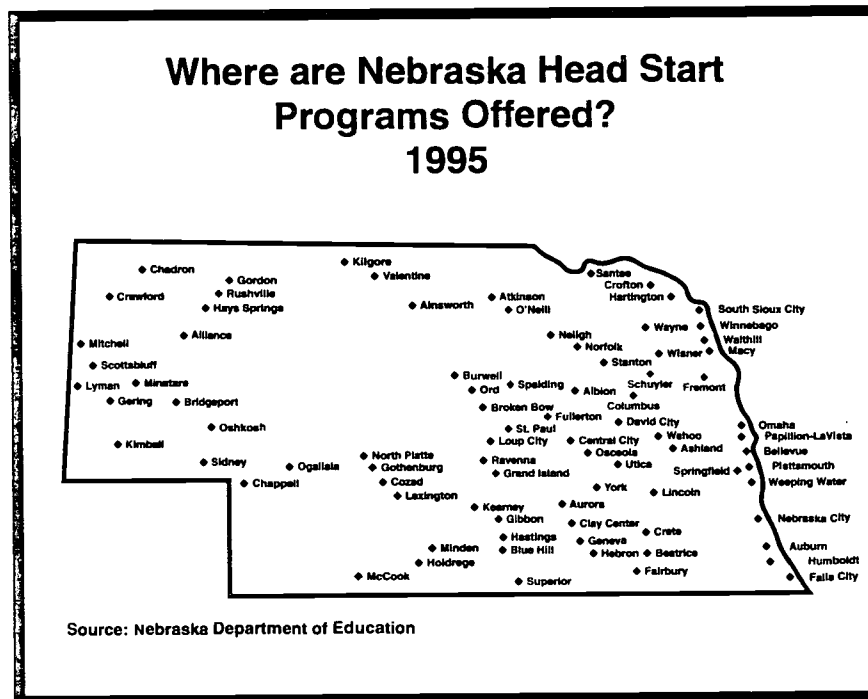 Where are Nebraska Head Start
Programs Offered?
1995
Kilgore
Chadron
Valentine
Santee
Gordon
Crofton
Rushville
Hartington
Crawford
Atkinson
Ainsworth
Hays Springs
O'Neill
South Sioux City
Wayne
Winnebago
Alliance
Neligh
Walthill
Mitchell
Norfolk
Wisner
Macy
Stanton
Scottsbluff
Burwell
Lyman
Minatare
Spalding
Schuyler
Fremont
Ord
Albion
Gering
Bridgeport
Columbus
Broken Bow
Fullerton
David City
Oshkosh
St. Paul
Omaha
Kimball
Loup City
Central City
Wahoo
Papillion-LaVista
Ashland
Bellevue
North Platte
Osceola
Sidney
Ogallala
Gothenburg
Ravenna
Utica
Plattsmouth
Grand Island
Springfield
Chappell
Cozad
Weeping Water
Lexington
York
Lincoln
Kearney
Aurora
Gibbon
Clay Center
Nebraska City
Crete
Hastings
Geneva
Minden
Blue Hill
Hebron
Beatrice
Auburn
Holdrege
Humboldt
McCook
Superior
Fairbury
Falls City
Source: Nebraska Department of Education